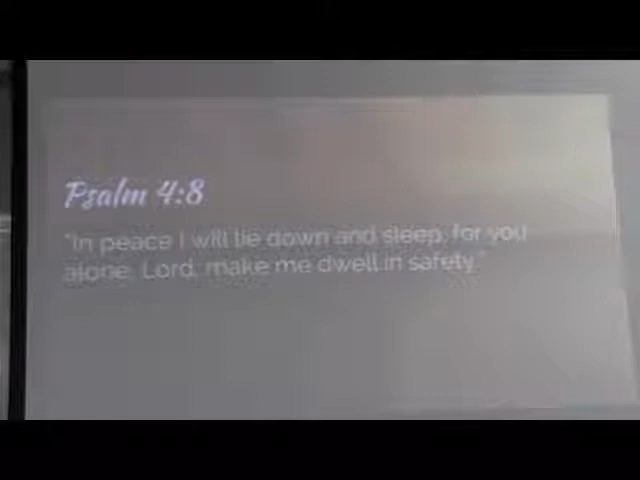 Psalm 4:8
"In peace I will lie down and sleep, for you
alone, Lord, make me dwell in safety."